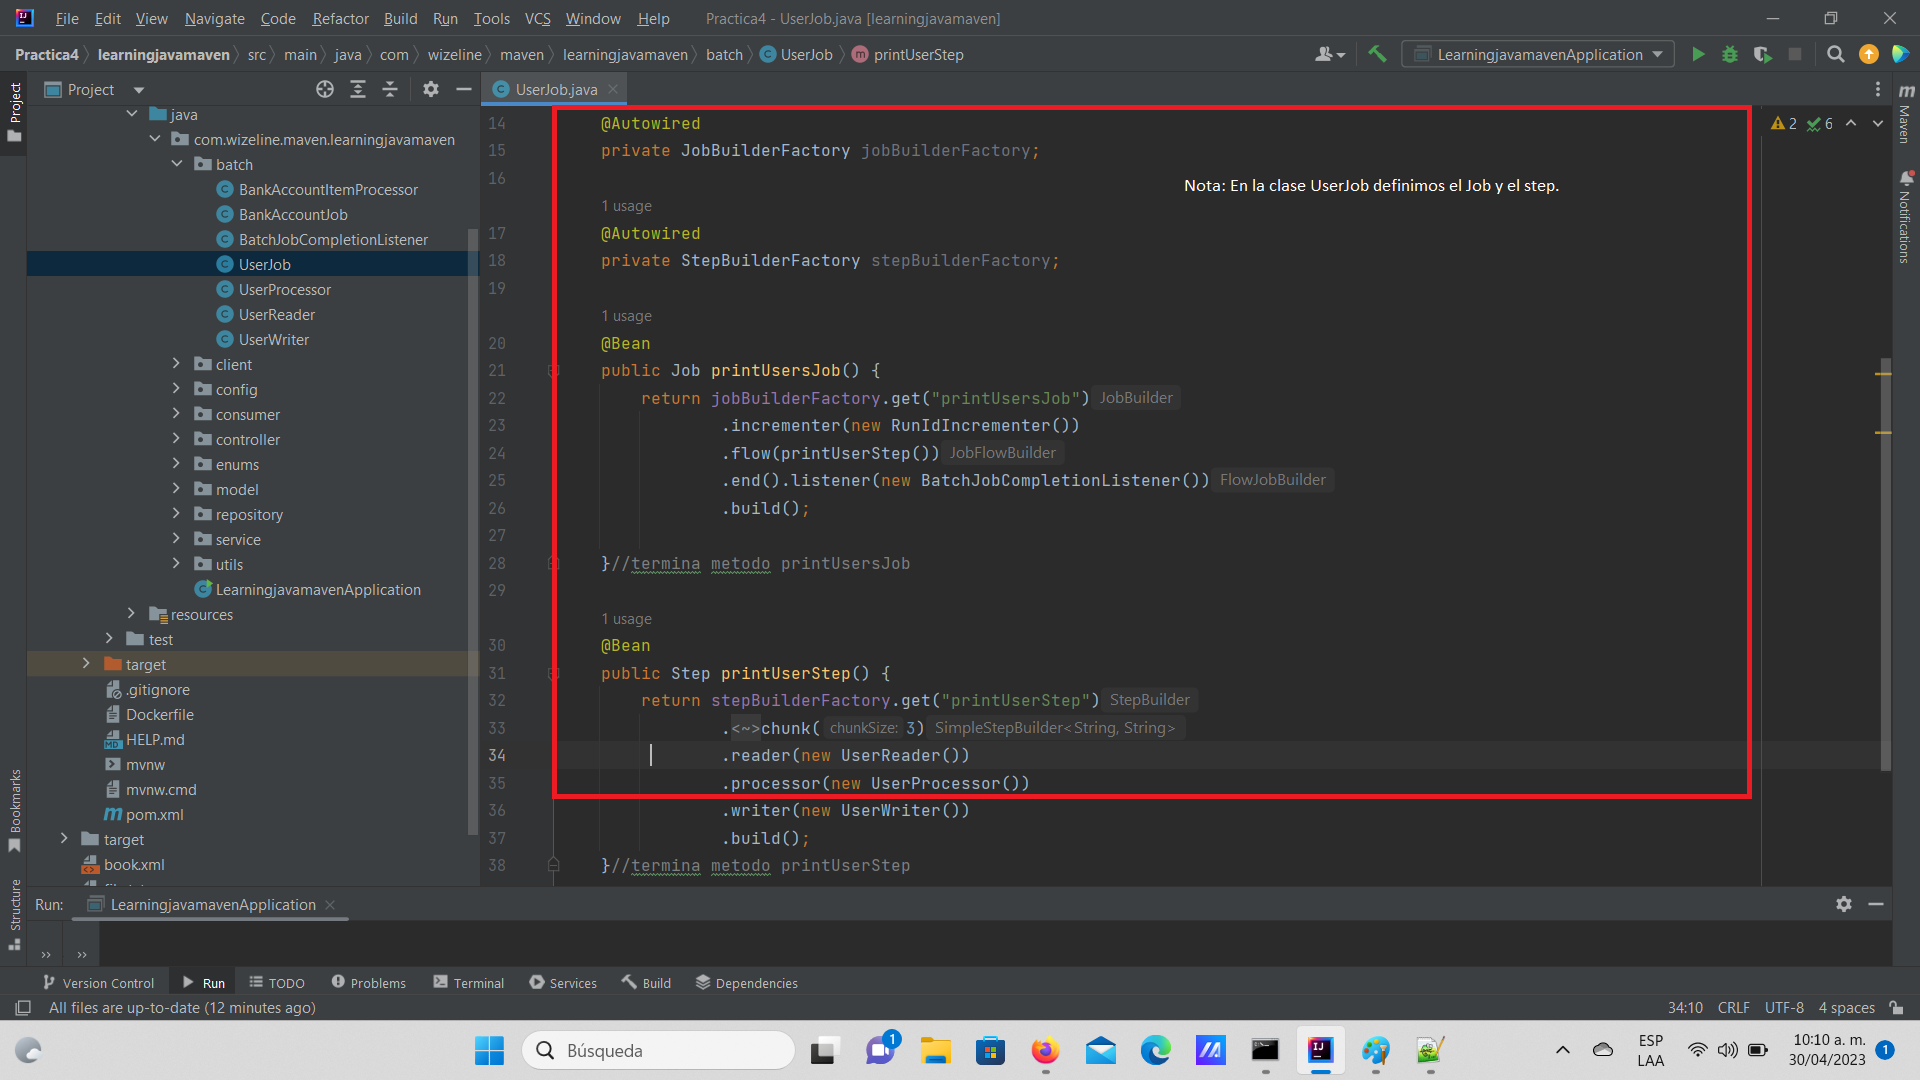 File Edit View Navigate Code Refactor Build Run Tools VCS Window Help Practica4 - UserJob.java [learningjavamaven]
Practica4 learningjavamaven src main java com wizeline maven learningjavamaven batch UserJob printUserStep LearningjavamavenApplication
Project
Project
UserJob.java
java
com.wizeline.maven.learningjavamaven
batch
BankAccountItemProcessor
BankAccountJob
BatchJobCompletionListener
UserJob
UserProcessor
UserReader
UserWriter
client
config
consumer
controller
enums
model
repository
service
utils
LearningjavamavenApplication
resources
test
target
.gitignore
Dockerfile
HELP.md
mvnw
mvnw.cmd
pom.xml
target
book.xml
Bookmarks
Structure
2 6
Maven
Notifications
Nota: En la clase UserJob definimos el Job y el step.
14 @Autowired
15 private JobBuilderFactory jobBuilderFactory;
16
1 usage
17 @Autowired
18 private StepBuilderFactory stepBuilderFactory;
19
1 usage
20 @Bean
21 public Job printUsersJob() {
22 return jobBuilderFactory.get("printUsersJob") JobBuilder
23 .incrementer(new RunIdIncrementer())
24 .flow(printUserStep()) JobFlowBuilder
25 .end().listener(new BatchJobCompletionListener()) FlowJobBuilder
26 .build();
27
28 }//termina metodo printUsersJob
29
1 usage
30 @Bean
31 public Step printUserStep() {
32 return stepBuilderFactory.get("printUserStep") StepBuilder
33 .<~>chunk( chunkSize: 3) SimpleStepBuilder<String, String>
34 .reader(new UserReader())
35 .processor(new UserProcessor())
36 .writer(new UserWriter())
37 .build();
38 }//termina metodo printUserStep
Run: LearningjavamavenApplication
Version Control Run TODO Problems Terminal Services Build Dependencies
All files are up-to-date (12 minutes ago) 34:10 CRLF UTF-8 4 spaces
Búsqueda 1 ESP 10:10 a. m. 1
LAA 30/04/2023